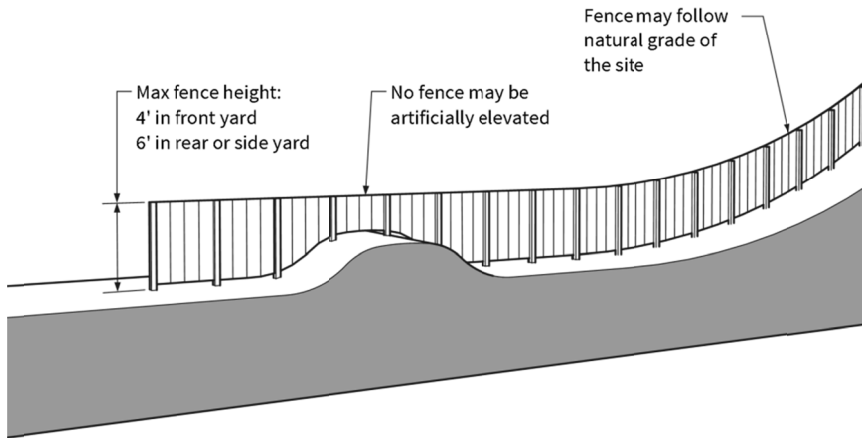 Fence may follow
natural grade of
the site
Max fence height:
4' in front yard
6' in rear or side yard
No fence may be
artificially elevated